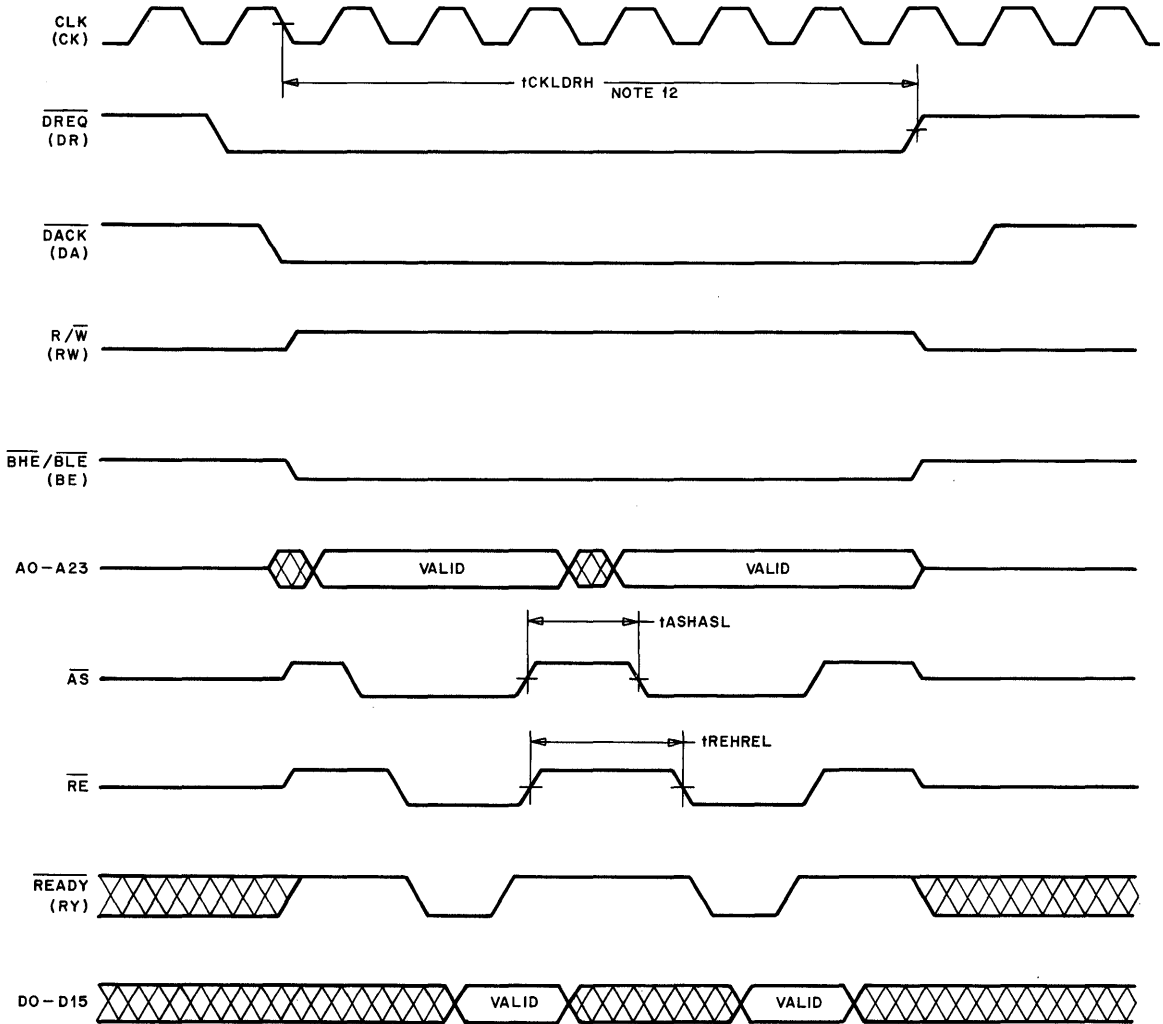 CLK
(CK)
tCKLDRH
NOTE 12
DREQ
(DR)
DACK
(DA)
R/W
(RW)
BHE/BLE
(BE)
A0-A23
VALID
VALID
tASHASL
AS
tREHREL
RE
READY
(RY)
D0-D15
VALID
VALID